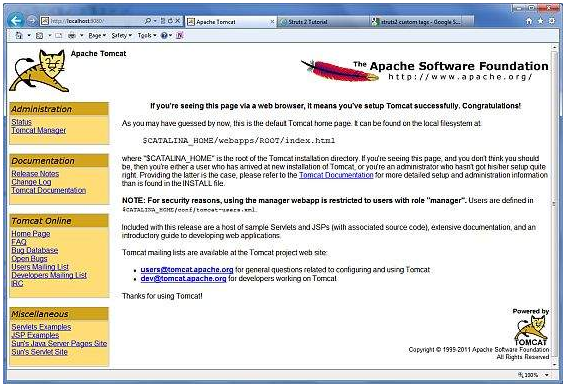 http://localhost:8080/
Apache Tomcat
Struts 2 Tutorial
struts2 custom tags - Google S...
Page
Safety
Tools
Apache Tomcat
The Apache Software Foundation
http://www.apache.org/
Administration
Status
Tomcat Manager
Documentation
Release Notes
Change Log
Tomcat Documentation
Tomcat Online
Home Page
FAQ
Bug Database
Open Bugs
Users Mailing List
Developers Mailing List
IRC
Miscellaneous
Servlets Examples
JSP Examples
Sun's Java Server Pages Site
Sun's Servlet Site
If you're seeing this page via a web browser, it means you've setup Tomcat successfully. Congratulations!
As you may have guessed by now, this is the default Tomcat home page. It can be found on the local filesystem at:
$CATALINA_HOME/webapps/ROOT/index.html
where "$CATALINA_HOME" is the root of the Tomcat installation directory. If you're seeing this page, and you don't think you should
be, then you're either a user who has arrived at new installation of Tomcat, or you're an administrator who hasn't got his/her setup quite
right. Providing the latter is the case, please refer to the Tomcat Documentation for more detailed setup and administration information
than is found in the INSTALL file.
NOTE: For security reasons, using the manager webapp is restricted to users with role "manager". Users are defined in
$CATALINA_HOME/conf/tomcat-users.xml.
Included with this release are a host of sample Servlets and JSPs (with associated source code), extensive documentation, and an
introductory guide to developing web applications.
Tomcat mailing lists are available at the Tomcat project web site:
users@tomcat.apache.org for general questions related to configuring and using Tomcat
dev@tomcat.apache.org for developers working on Tomcat
Thanks for using Tomcat!
Powered by
TOMCAT
Copyright © 1999-2011 Apache Software Foundation
All Rights Reserved
100%